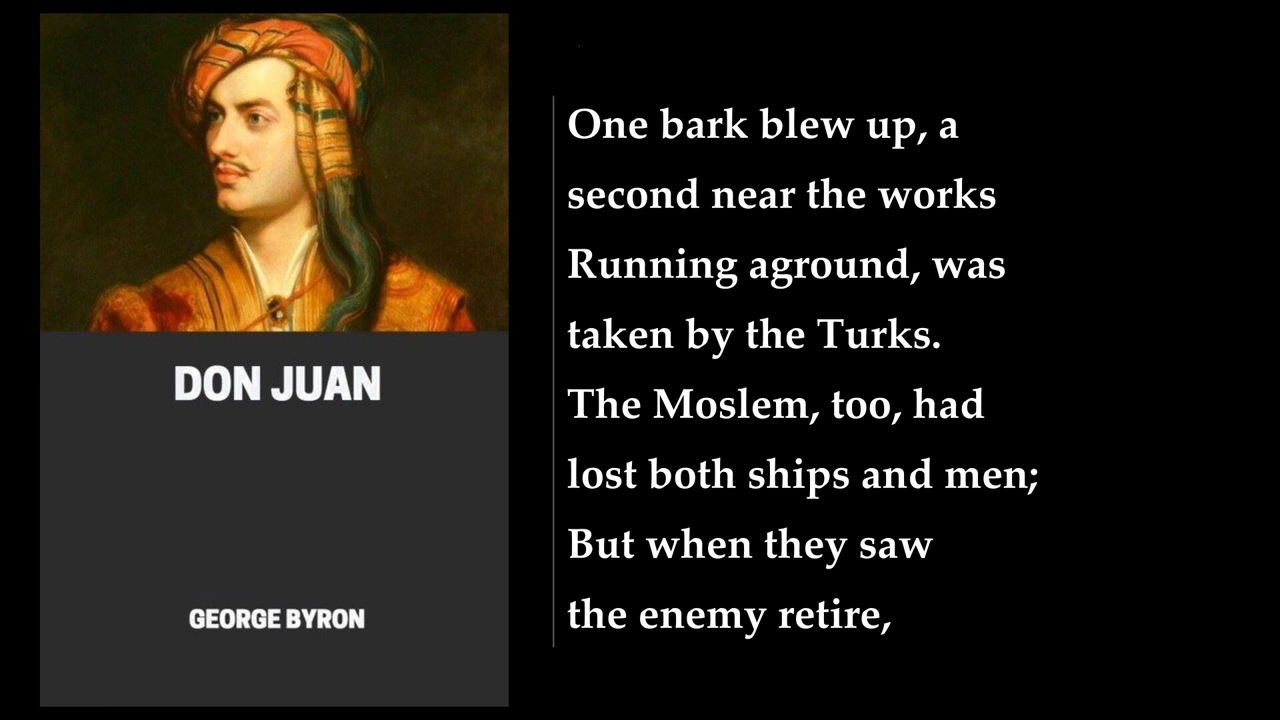 DON JUAN
GEORGE BYRON
One bark blew up, a
second near the works
Running aground, was
taken by the Turks.
The Moslem, too, had
lost both ships and men;
But when they saw
the enemy retire,